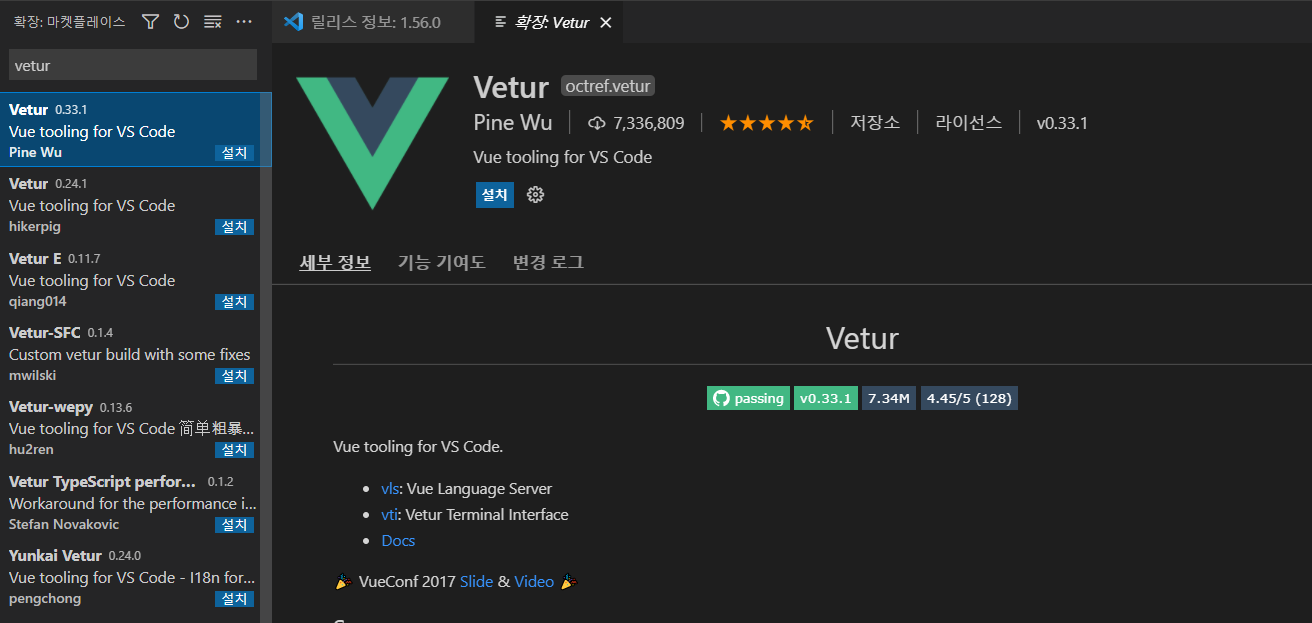 확장: 마켓플레이스
vetur
Vetur 0.33.1
Vue tooling for VS Code
Pine Wu 설치
Vetur 0.24.1
Vue tooling for VS Code
hikerpig 설치
Vetur E 0.11.7
Vue tooling for VS Code
qiang014 설치
Vetur-SFC 0.1.4
Custom vetur build with some fixes
mwilski 설치
Vetur-wepy 0.13.6
Vue tooling for VS Code 简单粗暴...
hu2ren 설치
Vetur TypeScript perfor... 0.1.2
Workaround for the performance i...
Stefan Novakovic 설치
Yunkai Vetur 0.24.0
Vue tooling for VS Code - I18n for...
pengchong 설치
릴리스 정보: 1.56.0 확장: Vetur
Vetur octref.vetur
Pine Wu 7,336,809 저장소 라이선스 v0.33.1
Vue tooling for VS Code
설치
세부 정보 기능 기여도 변경 로그
Vetur
passing v0.33.1 7.34M 4.45/5 (128)
Vue tooling for VS Code.
vls: Vue Language Server
vti: Vetur Terminal Interface
Docs
🎉 VueConf 2017 Slide & Video 🎉